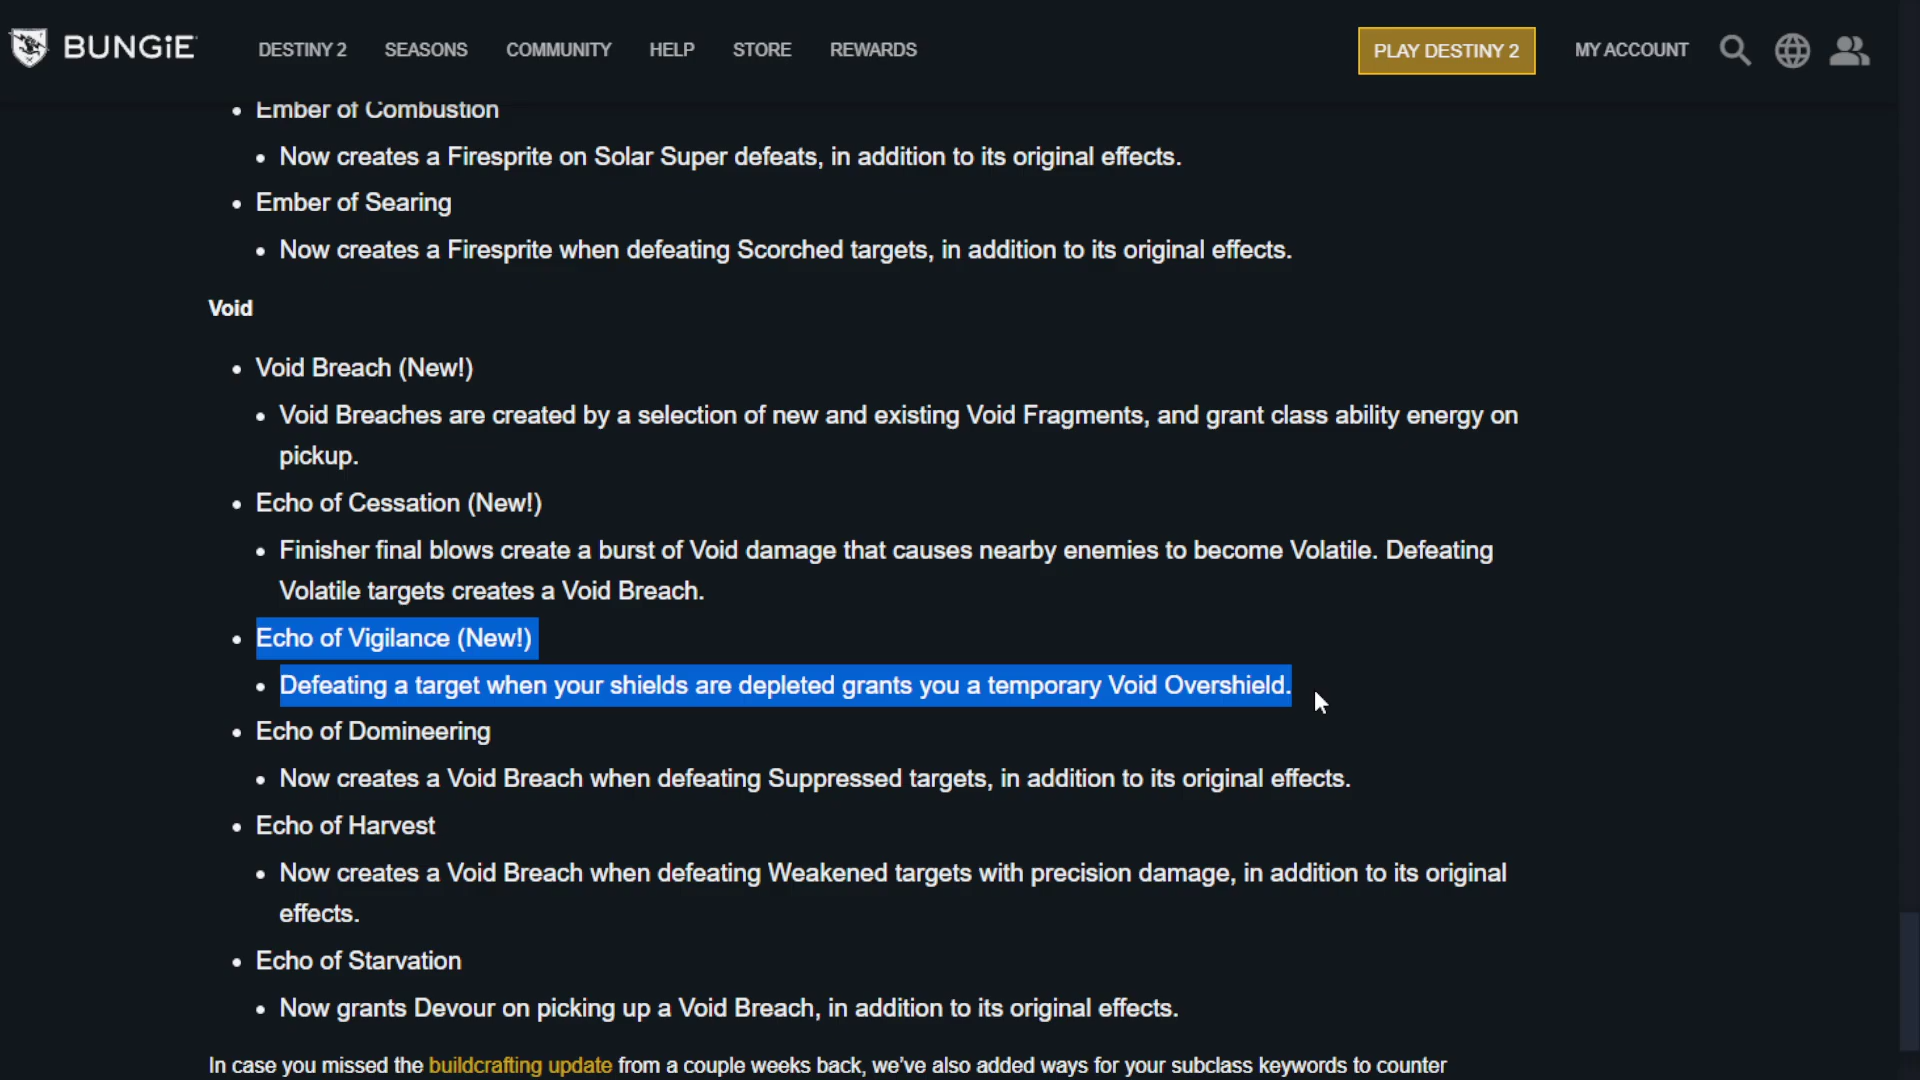 BUNGiE DESTINY 2 SEASONS COMMUNITY HELP STORE REWARDS PLAY DESTINY 2 MY ACCOUNT
Ember of Combustion
Now creates a Firesprite on Solar Super defeats, in addition to its original effects.
Ember of Searing
Now creates a Firesprite when defeating Scorched targets, in addition to its original effects.
Void
Void Breach (New!)
Void Breaches are created by a selection of new and existing Void Fragments, and grant class ability energy on
pickup.
Echo of Cessation (New!)
Finisher final blows create a burst of Void damage that causes nearby enemies to become Volatile. Defeating
Volatile targets creates a Void Breach.
Echo of Vigilance (New!)
Defeating a target when your shields are depleted grants you a temporary Void Overshield.
Echo of Domineering
Now creates a Void Breach when defeating Suppressed targets, in addition to its original effects.
Echo of Harvest
Now creates a Void Breach when defeating Weakened targets with precision damage, in addition to its original
effects.
Echo of Starvation
Now grants Devour on picking up a Void Breach, in addition to its original effects.
In case you missed the buildcrafting update from a couple weeks back, we've also added ways for your subclass keywords to counter